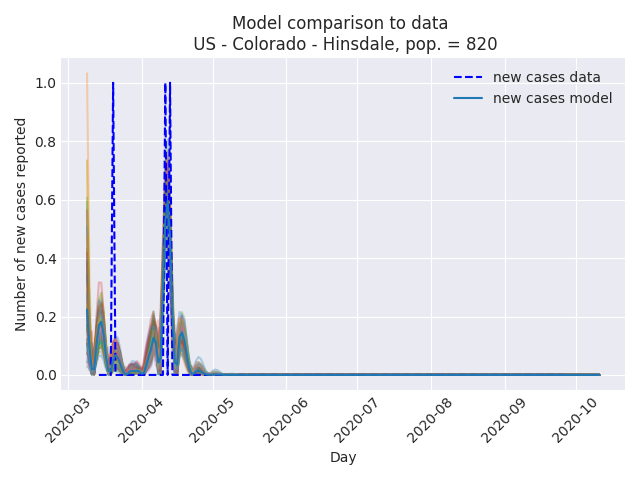 Model comparison to data
US - Colorado - Hinsdale, pop. = 820
new cases data
new cases model
Number of new cases reported
1.0
0.8
0.6
0.4
0.2
0.0
2020-03
2020-04
2020-05
2020-06
2020-07
2020-08
2020-09
2020-10
Day